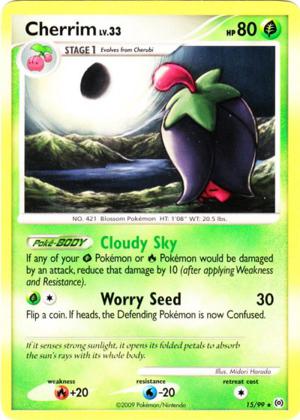 Cherrim LV.33 HP 80
STAGE 1 Evolves from Cherubi
NO. 421 Blossom Pokémon HT: 1'08" WT: 20.5 lbs.
Poké-BODY Cloudy Sky
If any of your Pokémon or Pokémon would be damaged
by an attack, reduce that damage by 10 (after applying Weakness
and Resistance).
Worry Seed 30
Flip a coin. If heads, the Defending Pokémon is now Confused.
If it senses strong sunlight, it opens its folded petals to absorb
the sun's rays with its whole body.
Illus. Midori Harada
weakness resistance retreat cost
+20 -20
©2009 Pokémon/Nintendo 15/99